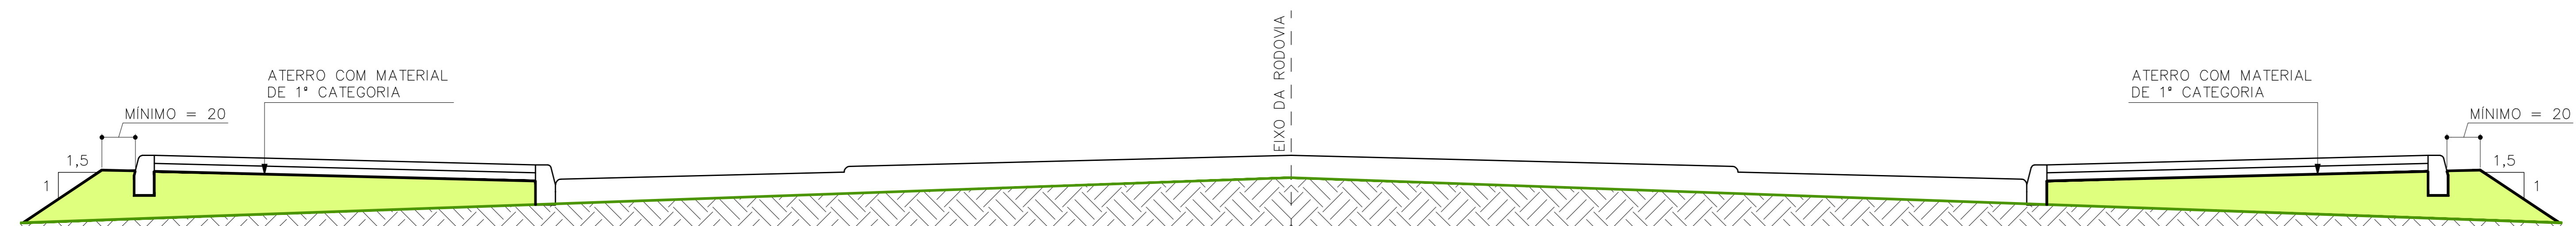 EIXO DA RODOVIA
ATERRO COM MATERIAL
DE 1ª CATEGORIA
MÍNIMO = 20
1,5
1
ATERRO COM MATERIAL
DE 1ª CATEGORIA
MÍNIMO = 20
1,5
1